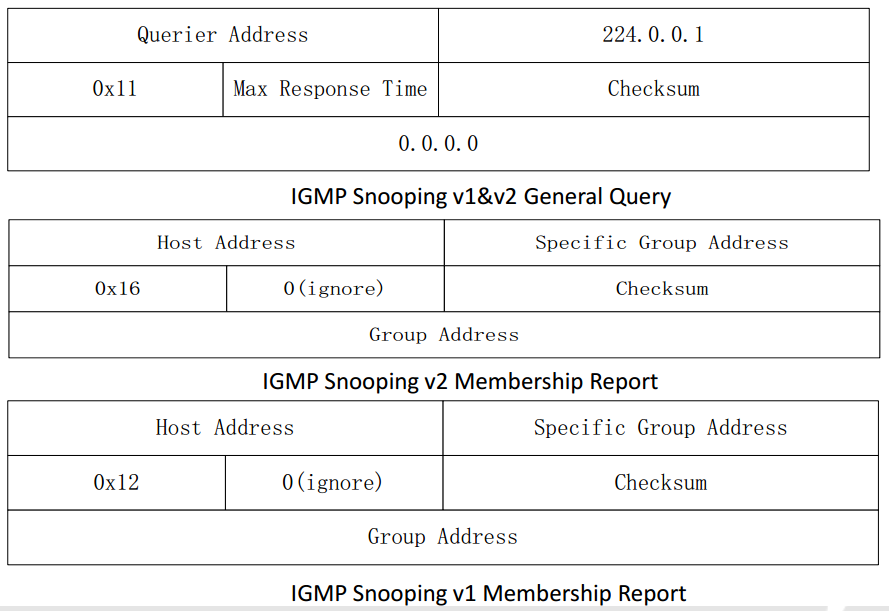 Querier Address 224.0.0.1
0x11 Max Response Time Checksum
0.0.0.0
IGMP Snooping v1&v2 General Query
Host Address Specific Group Address
0x16 0(ignore) Checksum
Group Address
IGMP Snooping v2 Membership Report
Host Address Specific Group Address
0x12 0(ignore) Checksum
Group Address
IGMP Snooping v1 Membership Report